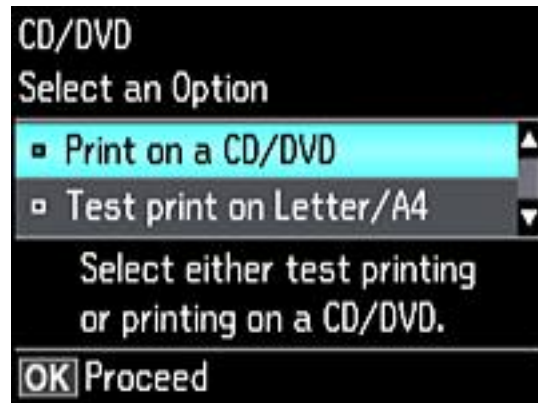 CD/DVD
Select an Option
Print on a CD/DVD
Test print on Letter/A4
Select either test printing
or printing on a CD/DVD.
OK Proceed